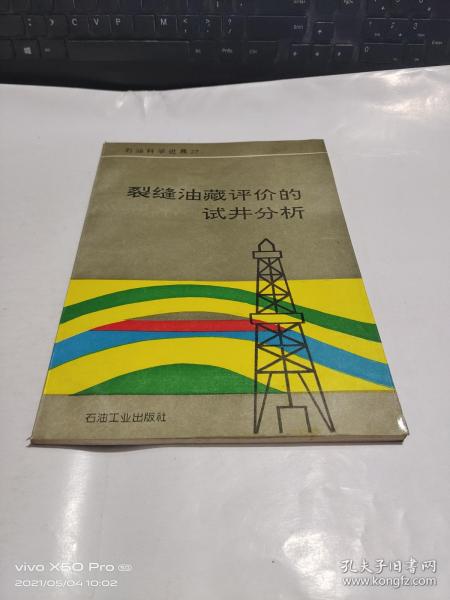 石油科学进展 27
裂缝油藏评价的
试井分析
石油工业出版社
vivo X60 Pro 5G
2021/05/04 10:02
孔夫子旧书网
www.kongfz.com